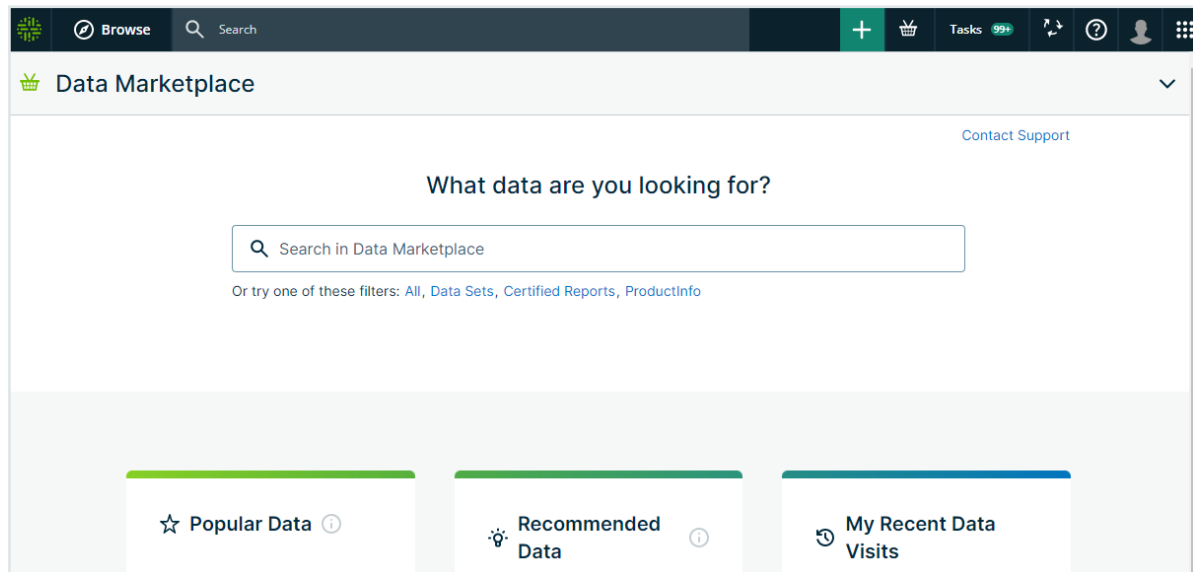 Browse
Search
Tasks 99+
Data Marketplace
Contact Support
What data are you looking for?
Search in Data Marketplace
Or try one of these filters: All, Data Sets, Certified Reports, ProductInfo
Popular Data
Recommended
Data
My Recent Data
Visits